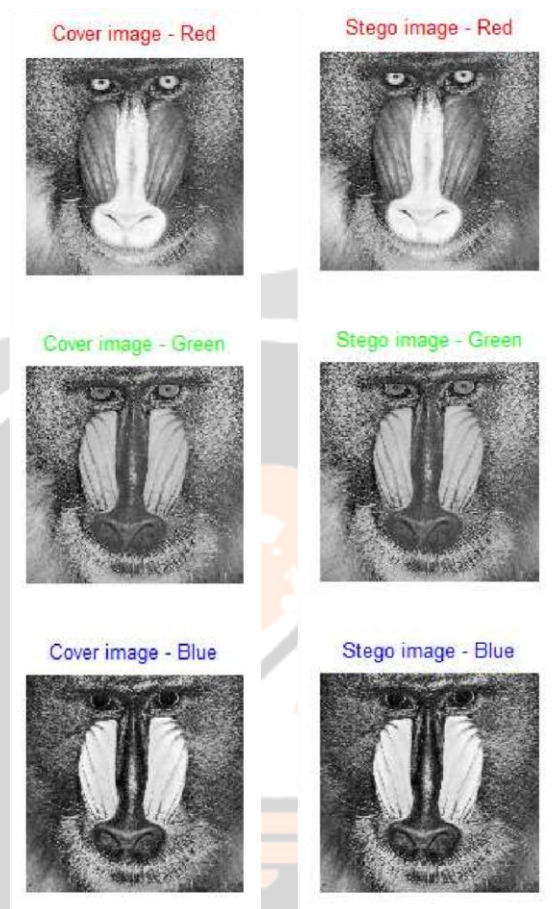 Cover image - Red
Stego image - Red
Cover image - Green
Stego image - Green
Cover image - Blue
Stego image - Blue